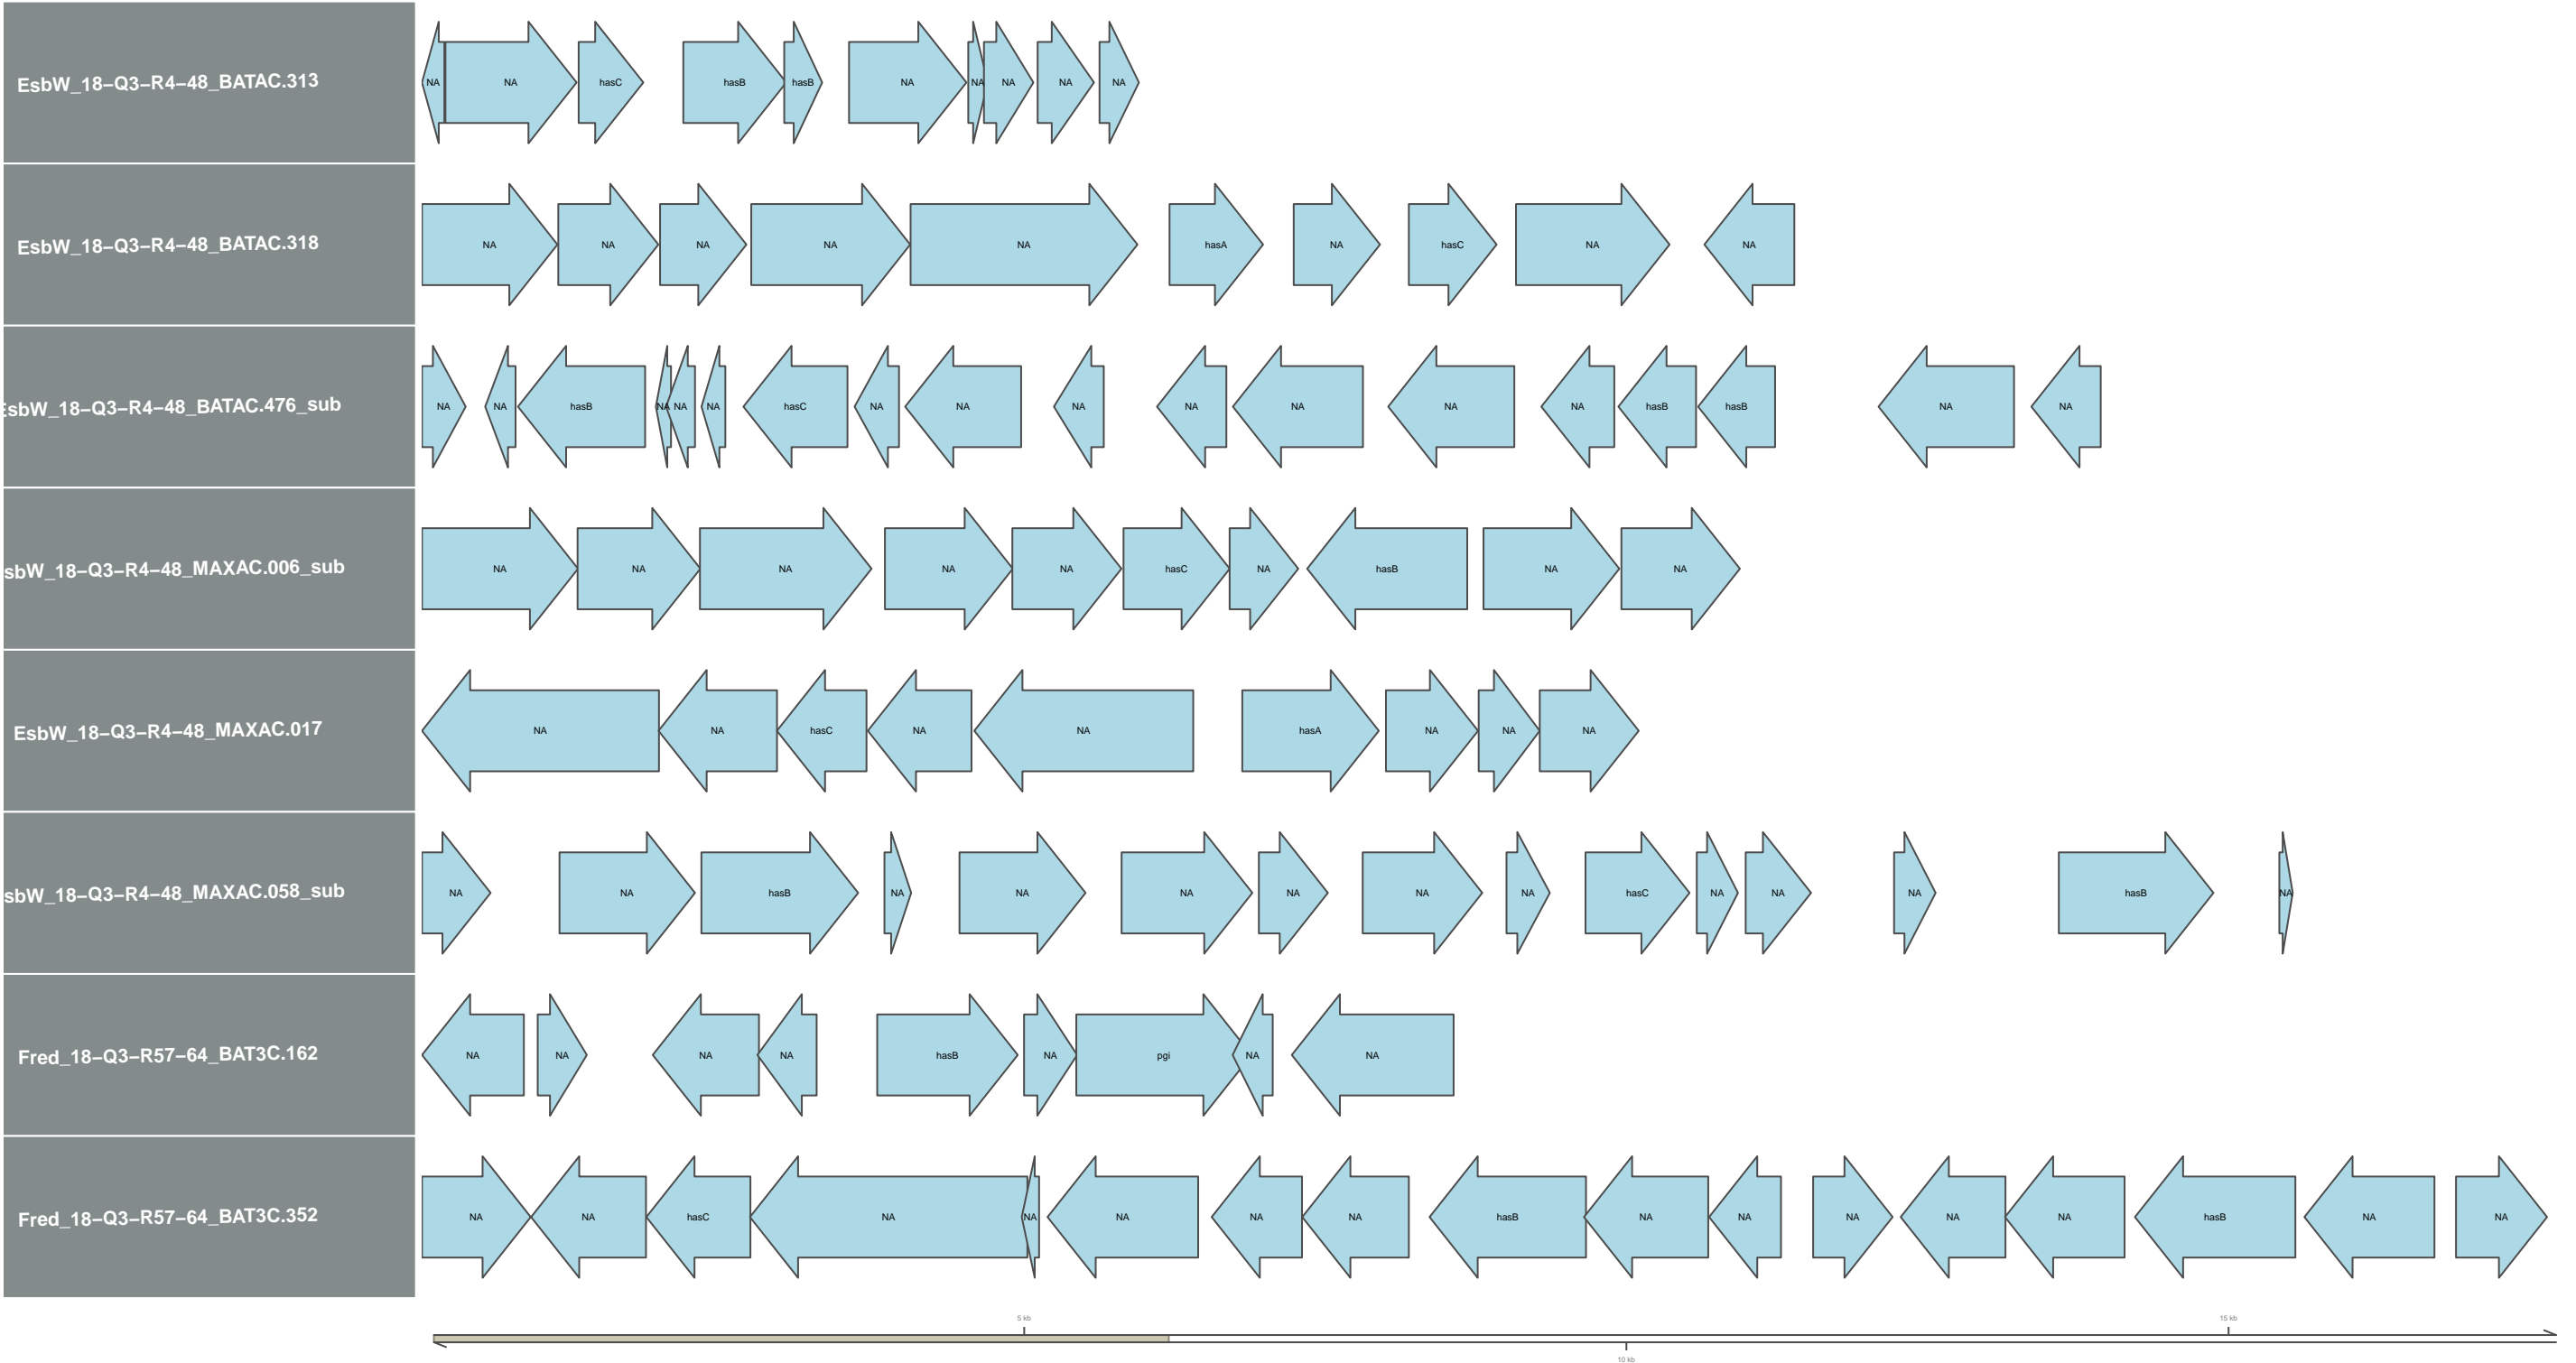 EsbW_18−Q3−R4−48_BATAC.313
NA NA hasC hasB hasB NA NA NA NA NA
EsbW_18−Q3−R4−48_BATAC.318
NA NA NA NA NA hasA NA hasC NA NA
EsbW_18−Q3−R4−48_BATAC.476_sub
NA NA hasB NA NA NA hasC NA NA NA NA NA NA NA hasB hasB NA NA
sbW_18−Q3−R4−48_MAXAC.006_sub
NA NA NA NA NA hasC NA hasB NA NA
EsbW_18−Q3−R4−48_MAXAC.017
NA NA hasC NA NA hasA NA NA NA
sbW_18−Q3−R4−48_MAXAC.058_sub
NA NA hasB NA NA NA NA NA NA hasC NA NA NA hasB NA
Fred_18−Q3−R57−64_BAT3C.162
NA NA NA NA hasB NA pgi NA NA
Fred_18−Q3−R57−64_BAT3C.352
NA NA hasC NA NA NA NA NA hasB NA NA NA NA NA hasB NA NA
5 kb 15 kb
10 kb